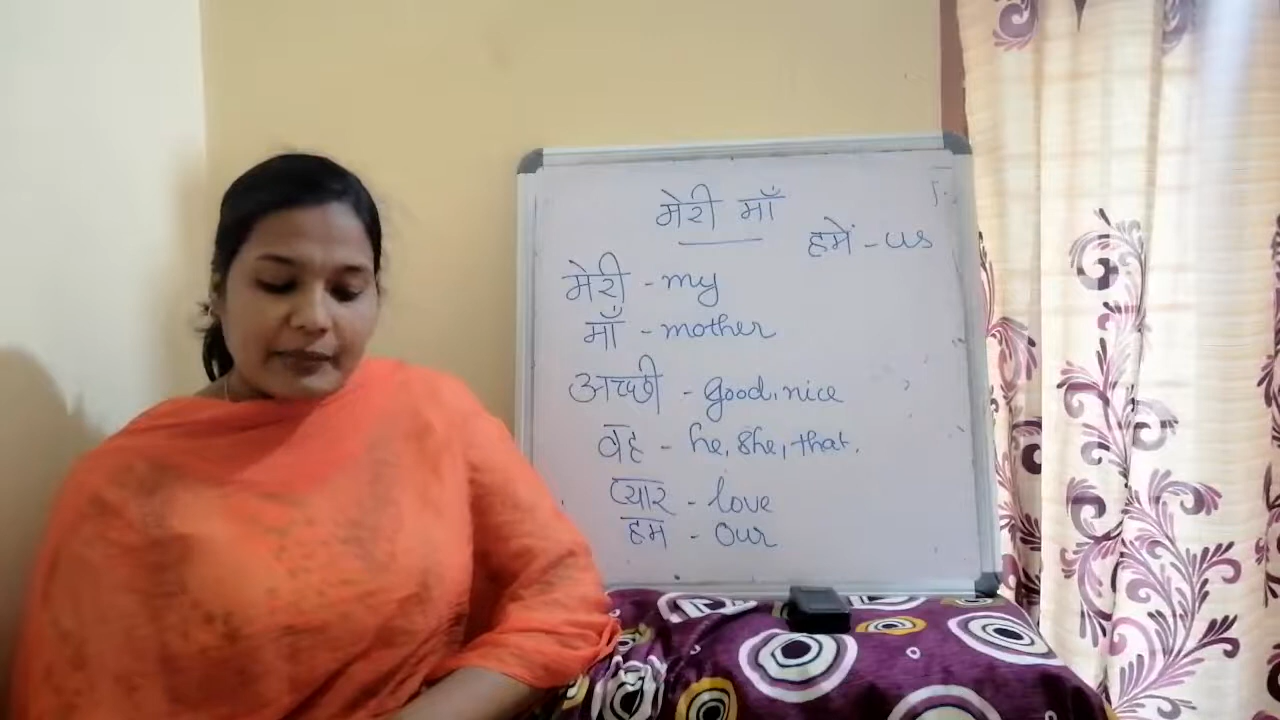 मेरी माँ
हमें - us
मेरी - my
माँ - mother
अच्छी - good, nice
वह - he, she, that.
प्यार - love
हम - Our